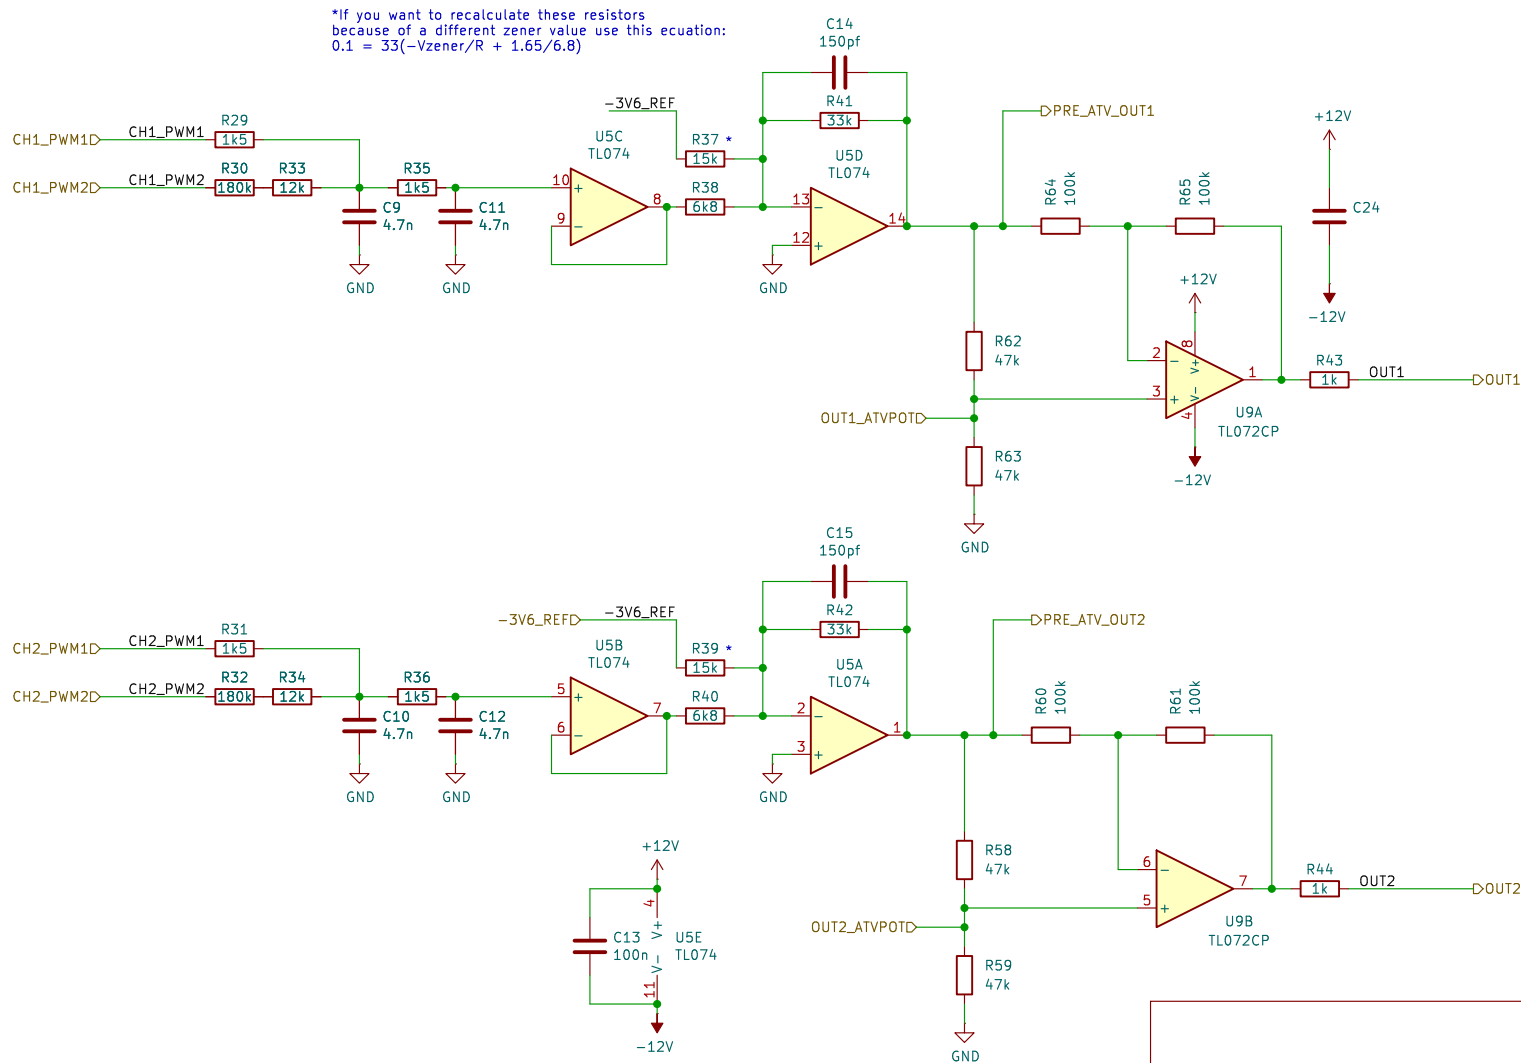 *If you want to recalculate these resistors
because of a different zener value use this ecuation:
0.1 = 33(-Vzener/R + 1.65/6.8)
C14
150pf
-3V6_REF
R41
33k
PRE_ATV_OUT1
+12V
CH1_PWM1
CH1_PWM1
R29
1k5
U5C
TL074
R37 *
15k
U5D
TL074
CH1_PWM2
CH1_PWM2
R30
180k
R33
12k
R35
1k5
10
+
9
-
8
R38
6k8
13
-
12
+
14
R64
100k
R65
100k
C24
C9
4.7n
C11
4.7n
GND
GND
GND
+12V
-12V
R62
47k
8
V+
2
-
3
+
V-
4
1
R43
1k
OUT1
OUT1
OUT1_ATVPOT
U9A
TL072CP
R63
47k
-12V
GND
C15
150pf
-3V6_REF
-3V6_REF
R42
33k
PRE_ATV_OUT2
CH2_PWM1
CH2_PWM1
R31
1k5
U5B
TL074
R39 *
15k
U5A
TL074
CH2_PWM2
CH2_PWM2
R32
180k
R34
12k
R36
1k5
5
+
6
-
7
R40
6k8
2
-
3
+
1
R60
100k
R61
100k
C10
4.7n
C12
4.7n
GND
GND
GND
+12V
R58
47k
6
-
5
+
7
R44
1k
OUT2
OUT2
4
V+
C13
100n
V-
11
U5E
TL074
OUT2_ATVPOT
U9B
TL072CP
R59
47k
-12V
GND